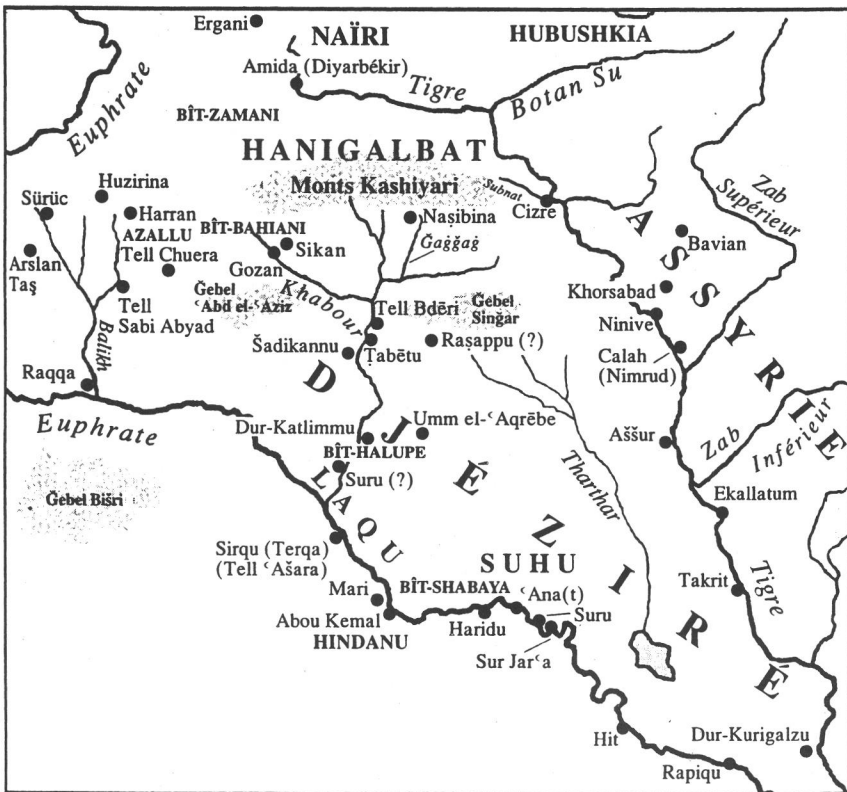 Ergani
NAÏRI
HUBUSHKIA
Amida (Diyarbékir)
Tigre
Botan Su
Euphrate
BÎT-ZAMANI
HANIGALBAT
Monts Kashiyari
Subnat
Zab
Supérieur
Huzirina
Sürüc
Harran
BÎT-BAHIANI
Naṣibina
Cizre
AZALLU
Sikan
Ǧaǧǧaǧ
Bavian
Arslan
Taş
Tell Chuera
Gozan
ASSYRIE
Tell
Sabi Abyad
Ǧebel
ʿAbd el-ʿAziz
Khabour
Tell Bdēri
Ǧebel
Sinǧar
Khorsabad
Ninive
Balikh
Šadikannu
Ṭabētu
Raṣappu (?)
Calah
(Nimrud)
Raqqa
DJÉZIRÉ
Euphrate
Dur-Katlimmu
Umm el-ʿAqrēbe
Aššur
Zab
Inférieur
BÎT-HALUPE
Suru (?)
LAQU
Ǧebel Bišri
Tharthar
Ekallatum
Sirqu (Terqa)
(Tell ʿAšara)
SUHU
Mari
BÎT-SHABAYA
ʿAna(t)
Takrit
Tigre
Abou Kemal
Haridu
Suru
HINDANU
Sur Jarʿa
Hit
Dur-Kurigalzu
Rapiqu